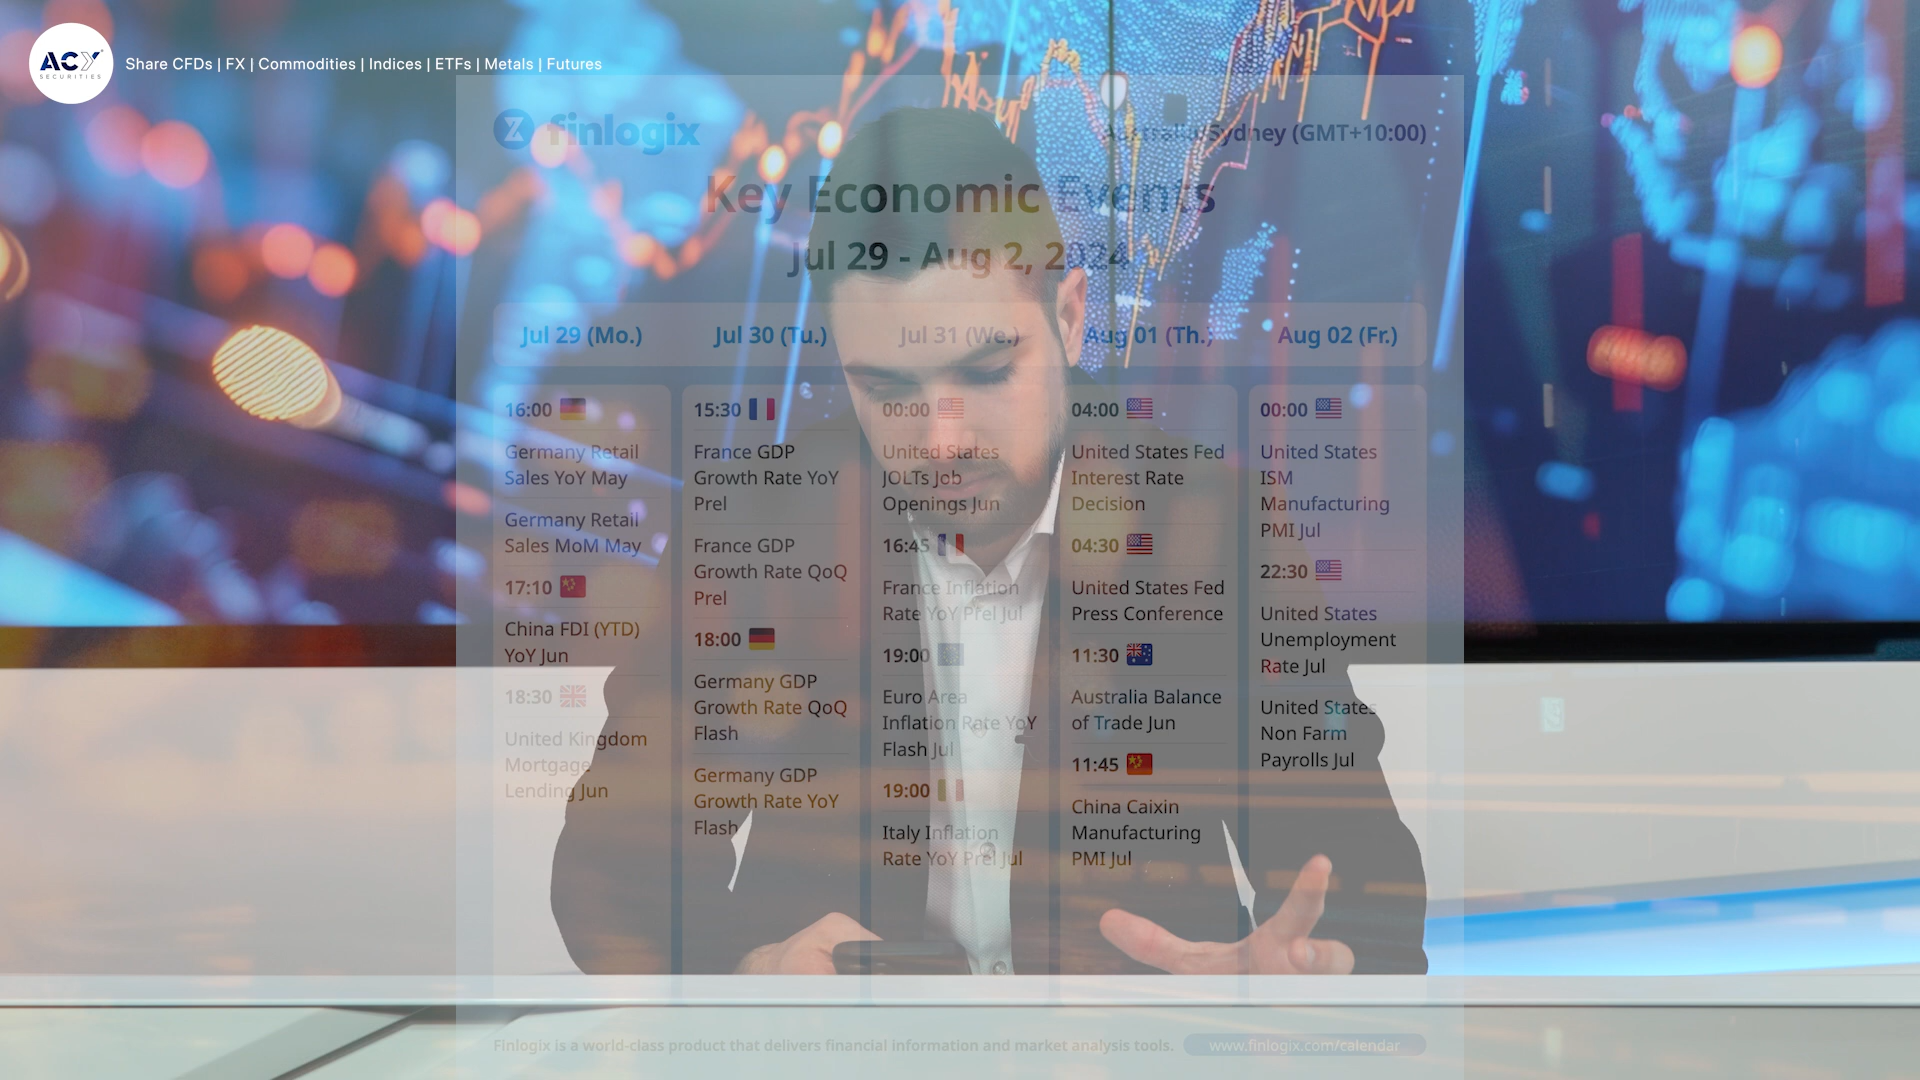 ACY
SECURITIES
Share CFDs | FX | Commodities | Indices | ETFs | Metals | Futures
finlogix
Australia/Sydney (GMT+10:00)
Key Economic Events
Jul 29 - Aug 2, 2024
Jul 29 (Mo.)
Jul 30 (Tu.)
Jul 31 (We.)
Aug 01 (Th.)
Aug 02 (Fr.)
16:00
Germany Retail
Sales YoY May
Germany Retail
Sales MoM May
17:10
China FDI (YTD)
YoY Jun
18:30
United Kingdom
Mortgage
Lending Jun
15:30
France GDP
Growth Rate YoY
Prel
France GDP
Growth Rate QoQ
Prel
18:00
Germany GDP
Growth Rate QoQ
Flash
Germany GDP
Growth Rate YoY
Flash
00:00
United States
JOLTs Job
Openings Jun
16:45
France Inflation
Rate YoY Prel Jul
19:00
Euro Area
Inflation Rate YoY
Flash Jul
19:00
Italy Inflation
Rate YoY Prel Jul
04:00
United States Fed
Interest Rate
Decision
04:30
United States Fed
Press Conference
11:30
Australia Balance
of Trade Jun
11:45
China Caixin
Manufacturing
PMI Jul
00:00
United States
ISM
Manufacturing
PMI Jul
22:30
United States
Unemployment
Rate Jul
United States
Non Farm
Payrolls Jul
Finlogix is a world-class product that delivers financial information and market analysis tools.
www.finlogix.com/calendar